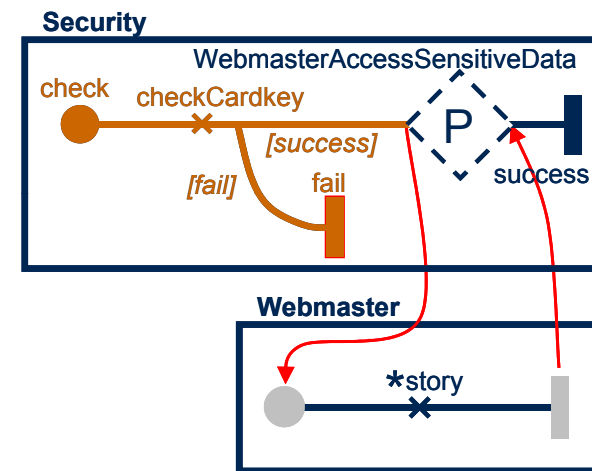 Security
WebmasterAccessSensitiveData
check
checkCardkey
P
[success]
[fail]
fail
success
Webmaster
*story